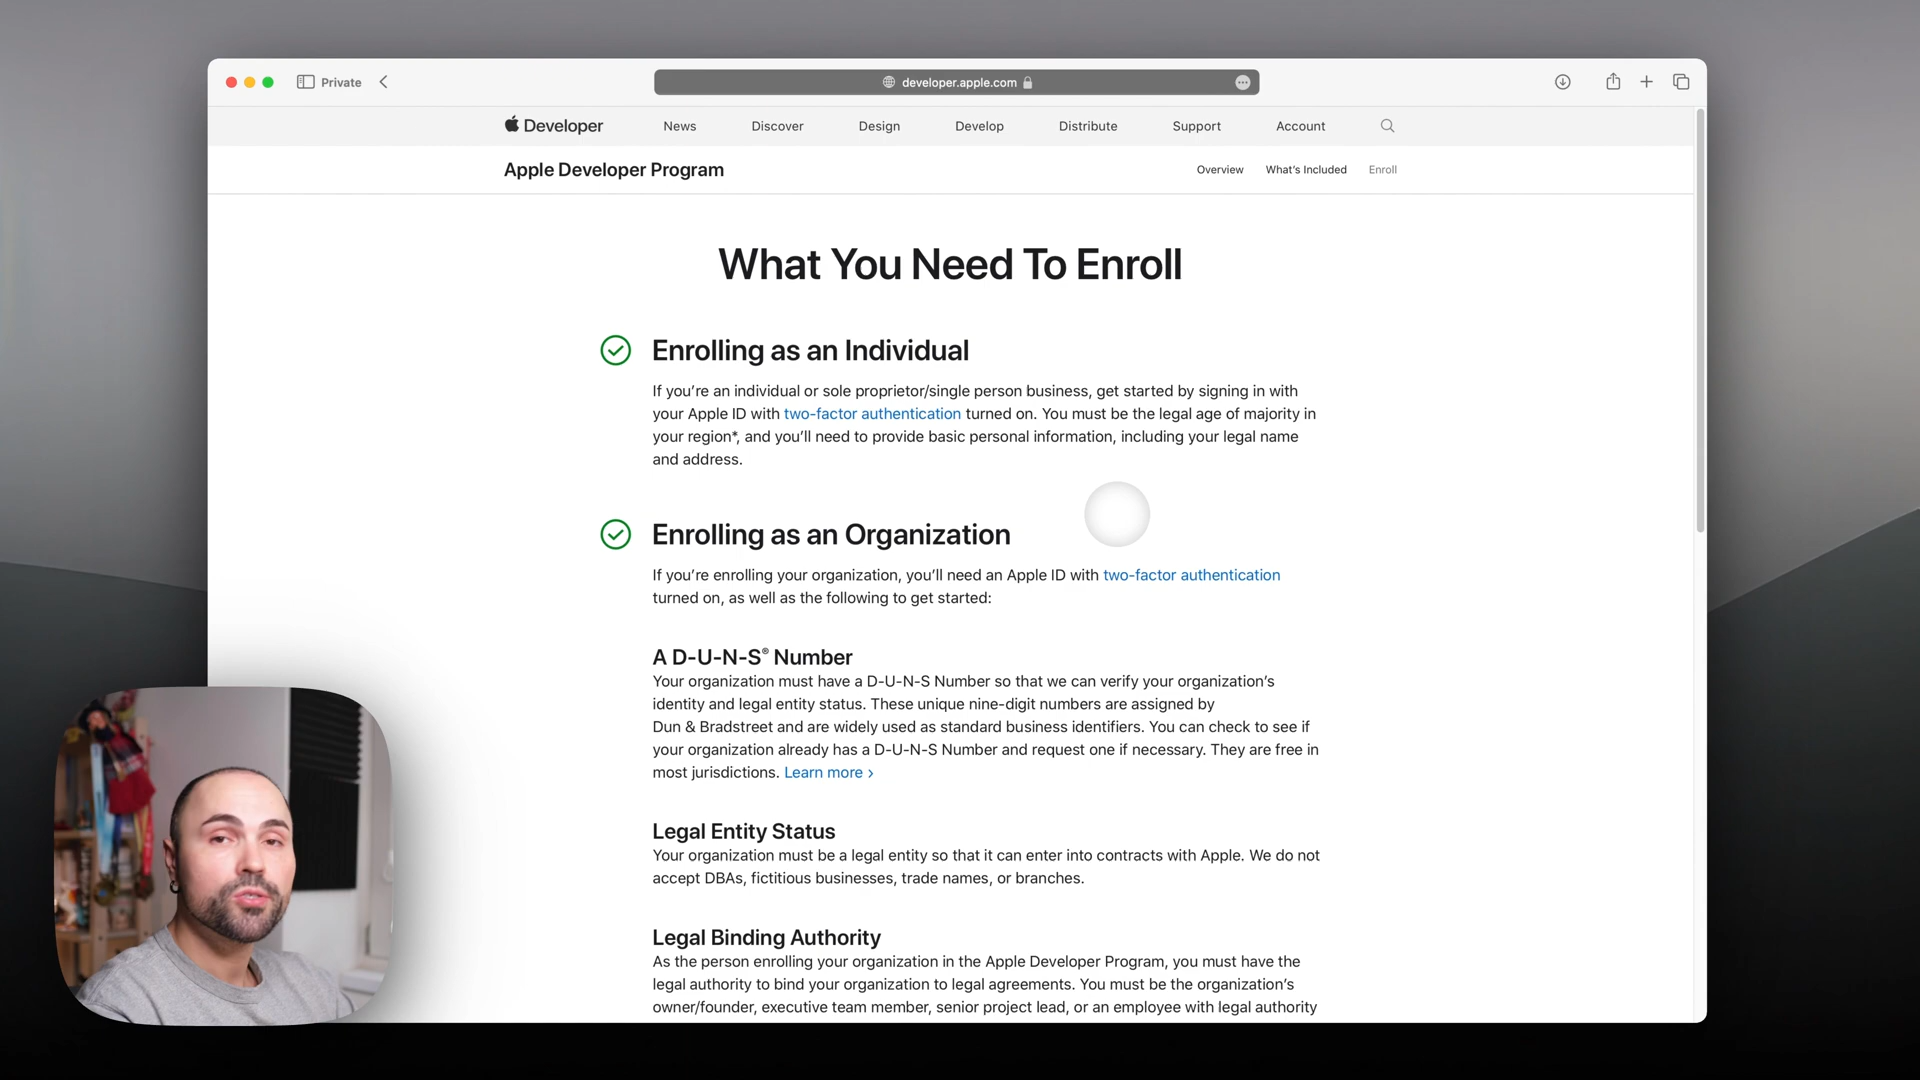 Private
developer.apple.com
Developer
News
Discover
Design
Develop
Distribute
Support
Account
Apple Developer Program
Overview
What's Included
Enroll
What You Need To Enroll
Enrolling as an Individual
If you’re an individual or sole proprietor/single person business, get started by signing in with
your Apple ID with two-factor authentication turned on. You must be the legal age of majority in
your region*, and you’ll need to provide basic personal information, including your legal name
and address.
Enrolling as an Organization
If you’re enrolling your organization, you’ll need an Apple ID with two-factor authentication
turned on, as well as the following to get started:
A D-U-N-S® Number
Your organization must have a D-U-N-S Number so that we can verify your organization’s
identity and legal entity status. These unique nine-digit numbers are assigned by
Dun & Bradstreet and are widely used as standard business identifiers. You can check to see if
your organization already has a D-U-N-S Number and request one if necessary. They are free in
most jurisdictions. Learn more ›
Legal Entity Status
Your organization must be a legal entity so that it can enter into contracts with Apple. We do not
accept DBAs, fictitious businesses, trade names, or branches.
Legal Binding Authority
As the person enrolling your organization in the Apple Developer Program, you must have the
legal authority to bind your organization to legal agreements. You must be the organization’s
owner/founder, executive team member, senior project lead, or an employee with legal authority